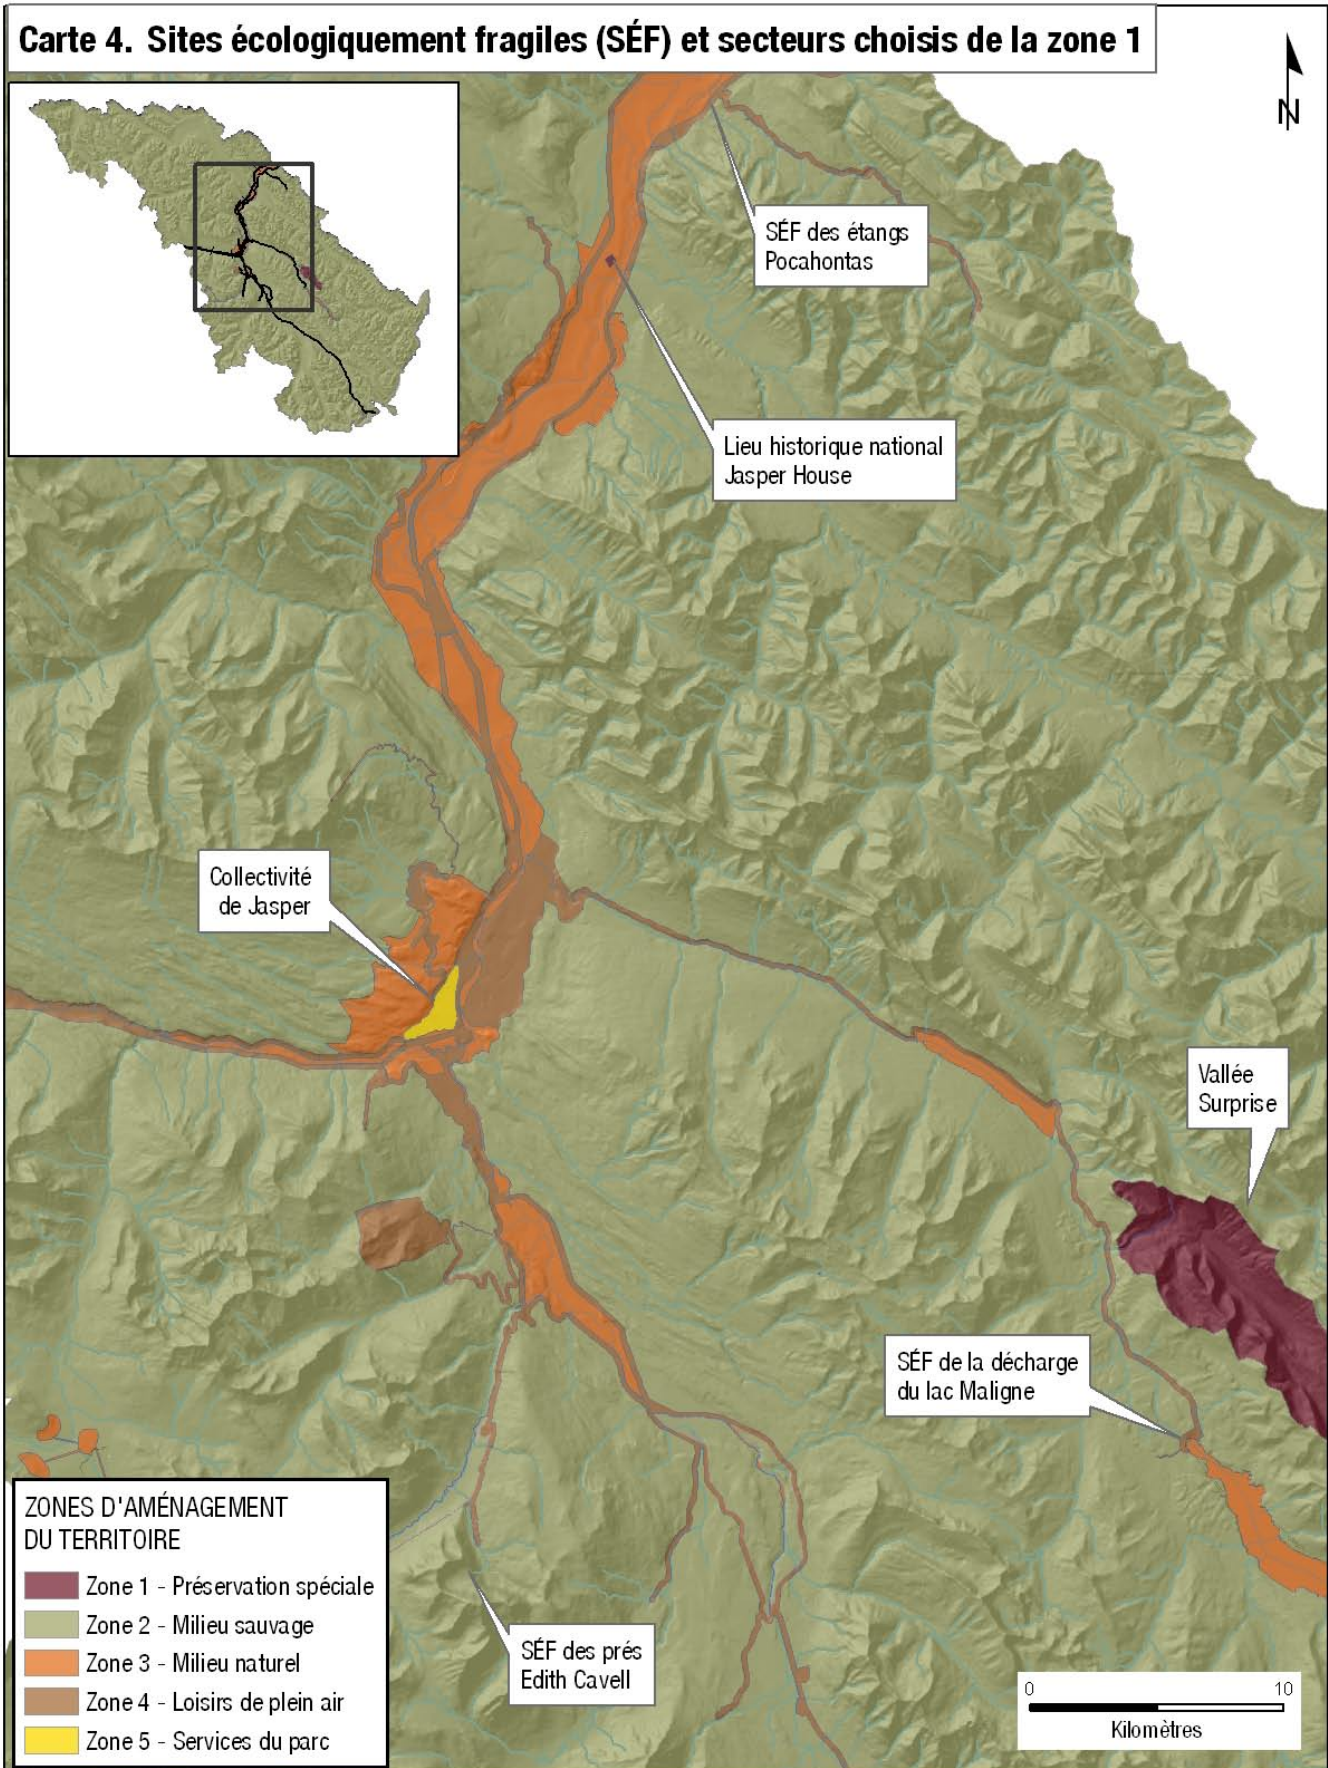 Carte 4. Sites écologiquement fragiles (SÉF) et secteurs choisis de la zone 1
N
SÉF des étangs
Pocahontas
Lieu historique national
Jasper House
Collectivité
de Jasper
Vallée
Surprise
SÉF de la décharge
du lac Maligne
SÉF des prés
Edith Cavell
ZONES D'AMÉNAGEMENT
DU TERRITOIRE
Zone 1 - Préservation spéciale
Zone 2 - Milieu sauvage
Zone 3 - Milieu naturel
Zone 4 - Loisirs de plein air
Zone 5 - Services du parc
0 10
Kilomètres